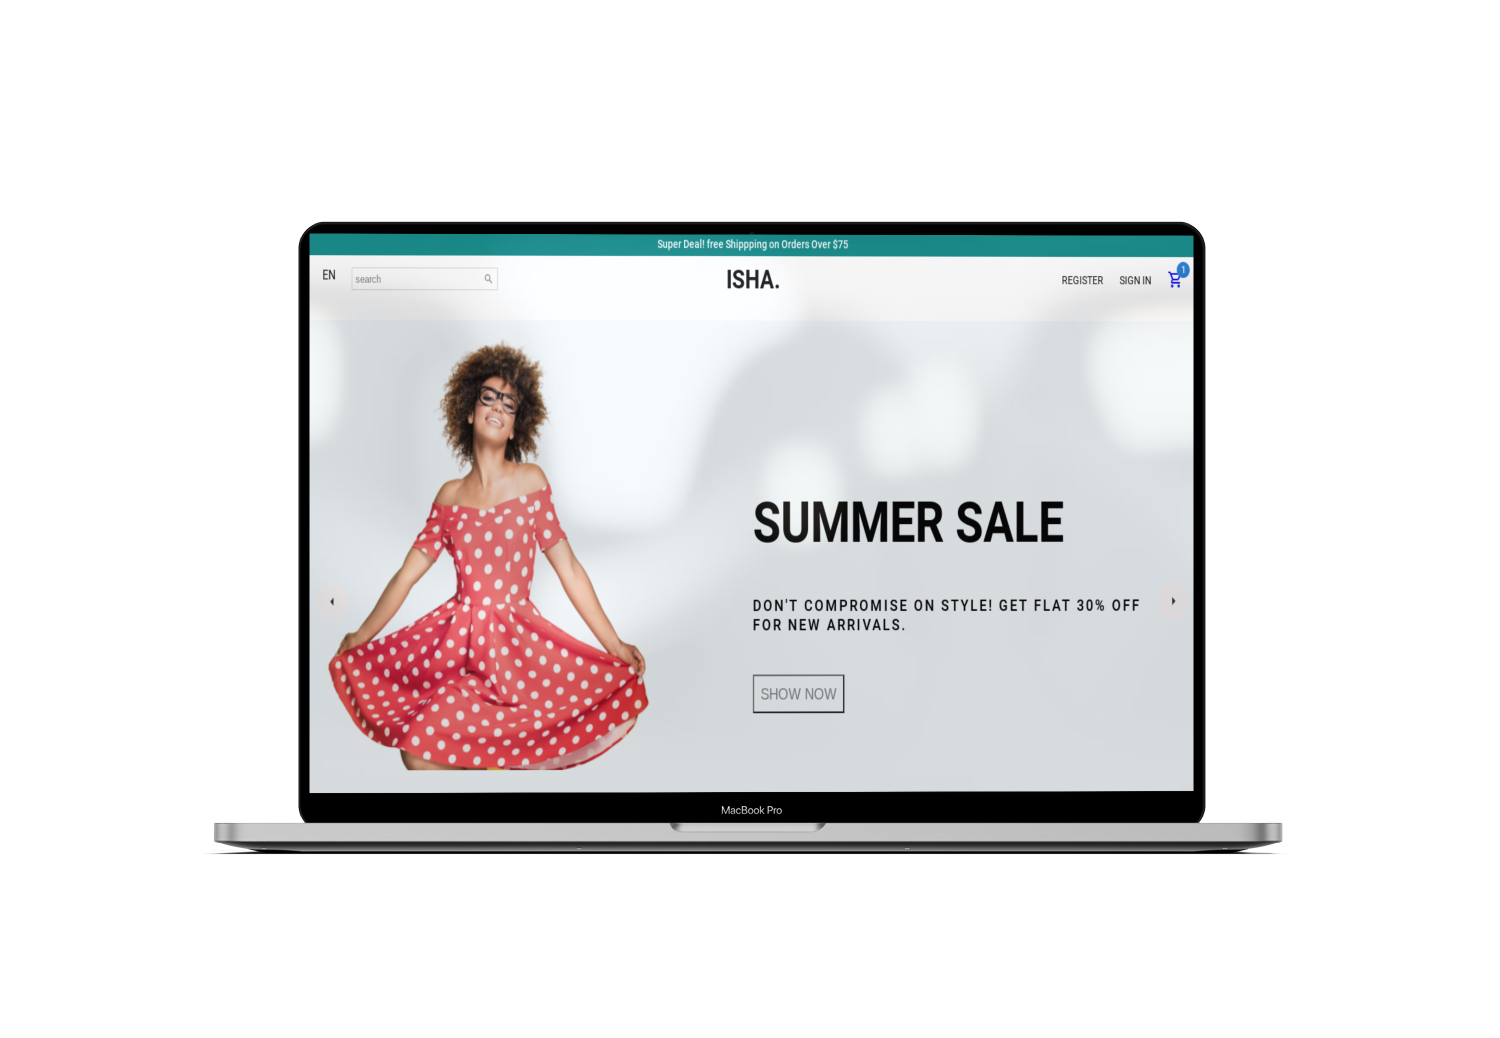 Super Deal! free Shippping on Orders Over $75
EN
search
ISHA.
REGISTER
SIGN IN
1
SUMMER SALE
DON'T COMPROMISE ON STYLE! GET FLAT 30% OFF
FOR NEW ARRIVALS.
SHOW NOW
MacBook Pro